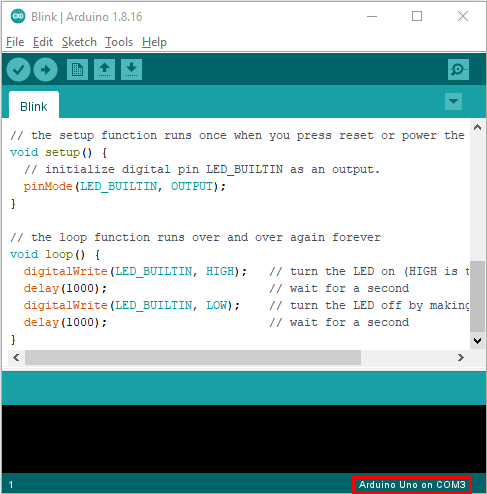 Blink | Arduino 1.8.16
File Edit Sketch Tools Help
Blink
// the setup function runs once when you press reset or power the
void setup() {
  // initialize digital pin LED_BUILTIN as an output.
  pinMode(LED_BUILTIN, OUTPUT);
}
// the loop function runs over and over again forever
void loop() {
  digitalWrite(LED_BUILTIN, HIGH);   // turn the LED on (HIGH is t
  delay(1000);                       // wait for a second
  digitalWrite(LED_BUILTIN, LOW);    // turn the LED off by making
  delay(1000);                       // wait for a second
}
1 Arduino Uno on COM3